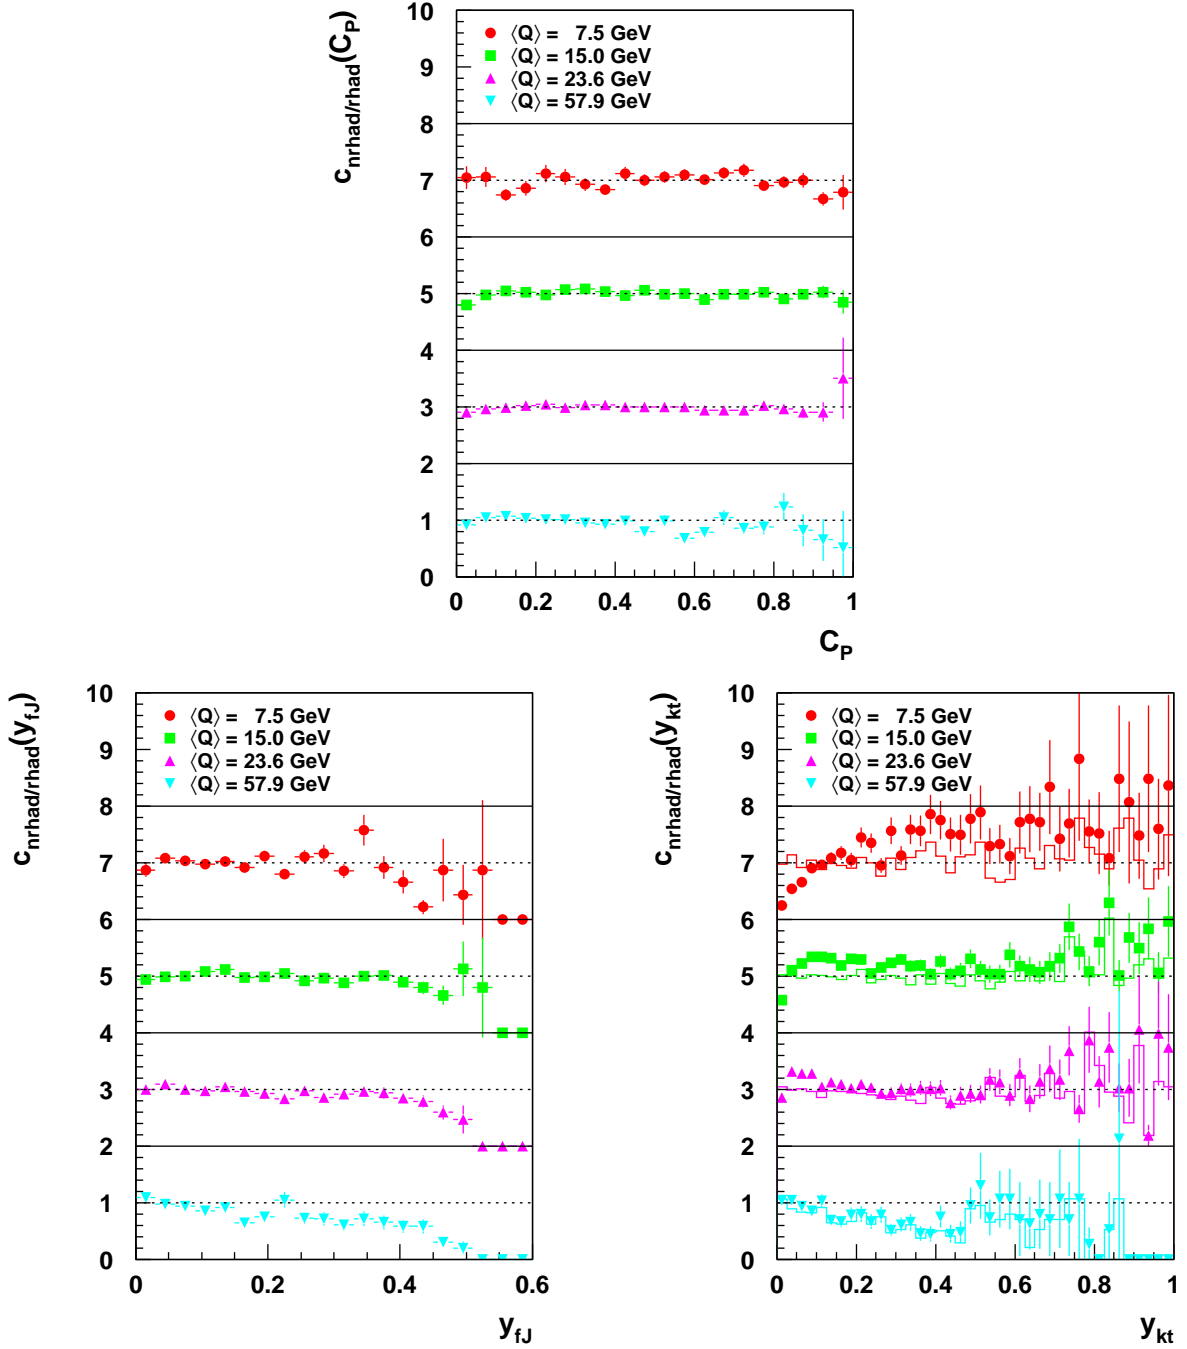 c_nrhad/rhad(C_P)
⟨Q⟩ = 7.5 GeV
⟨Q⟩ = 15.0 GeV
⟨Q⟩ = 23.6 GeV
⟨Q⟩ = 57.9 GeV
10
9
8
7
6
5
4
3
2
1
0
0 0.2 0.4 0.6 0.8 1
C_P
c_nrhad/rhad(y_fJ)
⟨Q⟩ = 7.5 GeV
⟨Q⟩ = 15.0 GeV
⟨Q⟩ = 23.6 GeV
⟨Q⟩ = 57.9 GeV
10
9
8
7
6
5
4
3
2
1
0
0 0.2 0.4 0.6
y_fJ
c_nrhad/rhad(y_kt)
⟨Q⟩ = 7.5 GeV
⟨Q⟩ = 15.0 GeV
⟨Q⟩ = 23.6 GeV
⟨Q⟩ = 57.9 GeV
10
9
8
7
6
5
4
3
2
1
0
0 0.2 0.4 0.6 0.8 1
y_kt